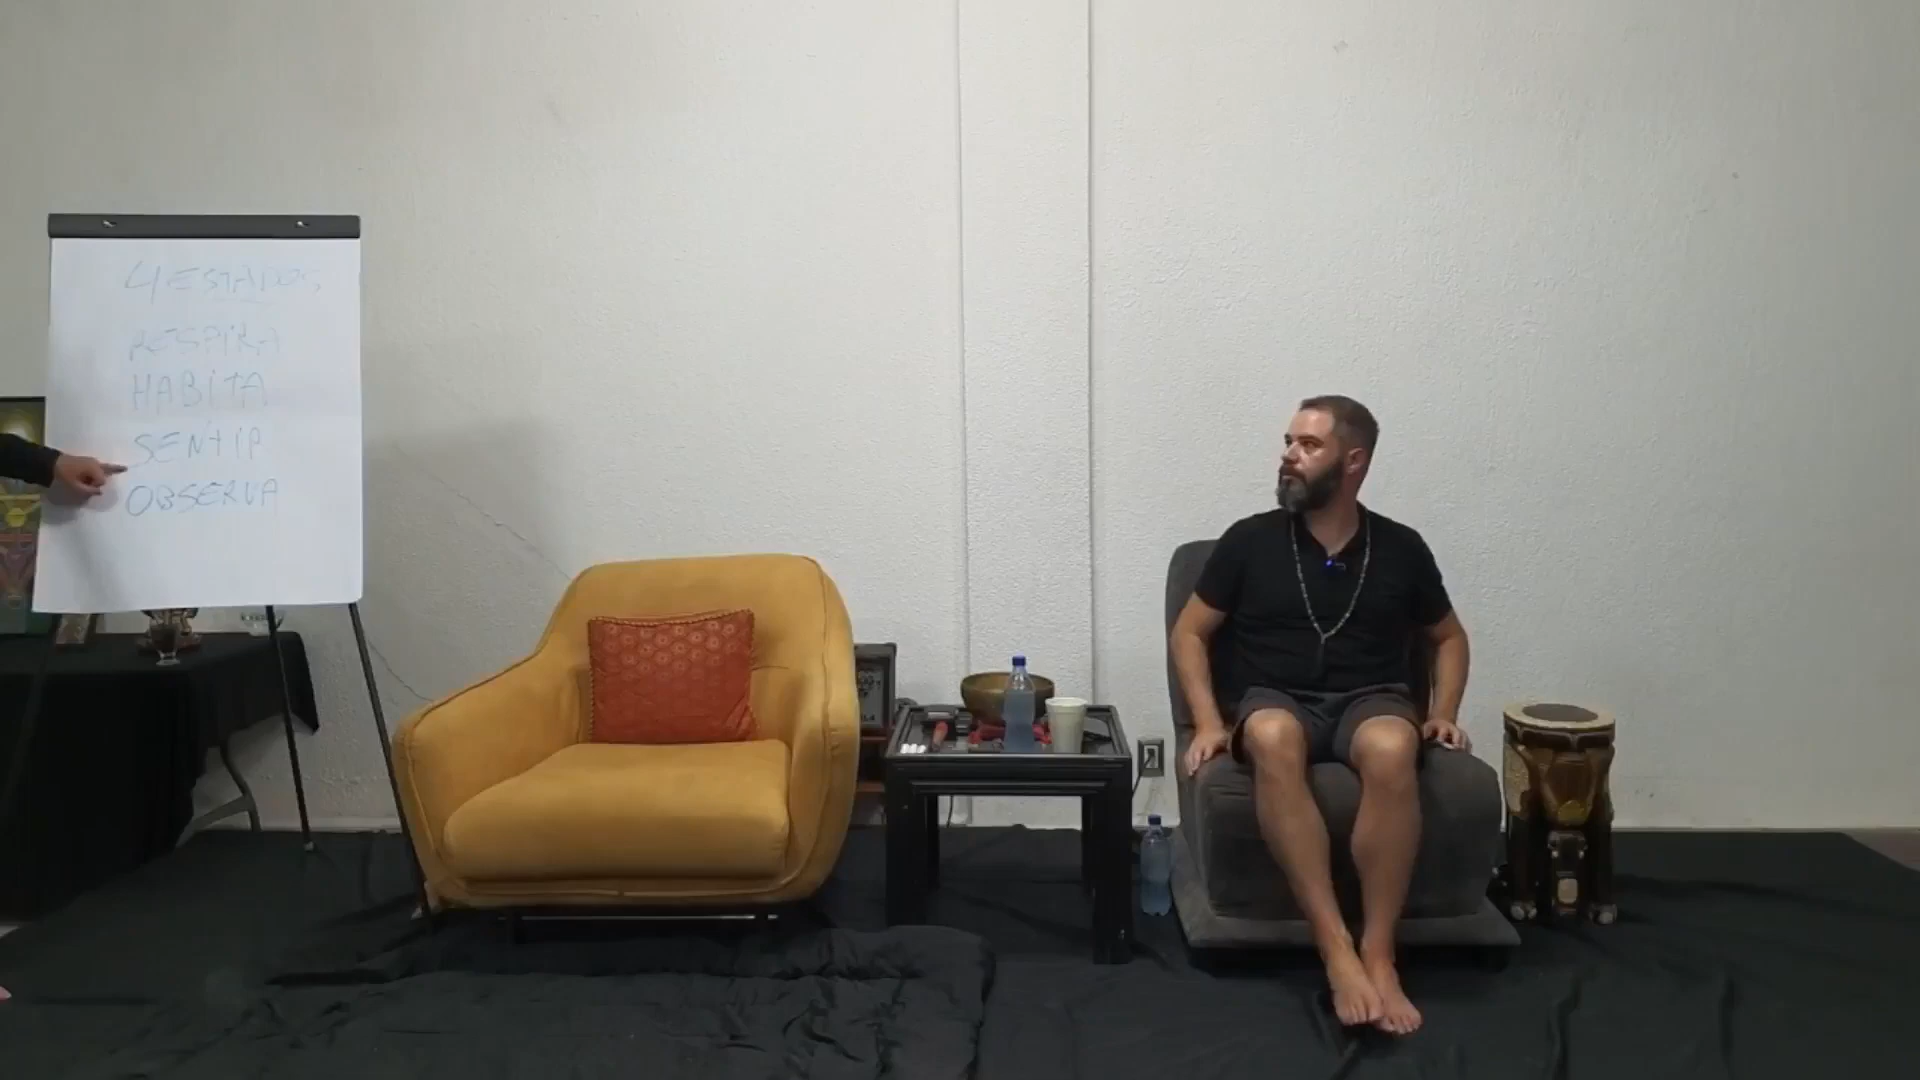 4 ESTADOS
RESPIRA
HABITA
SENTIR
OBSERVA